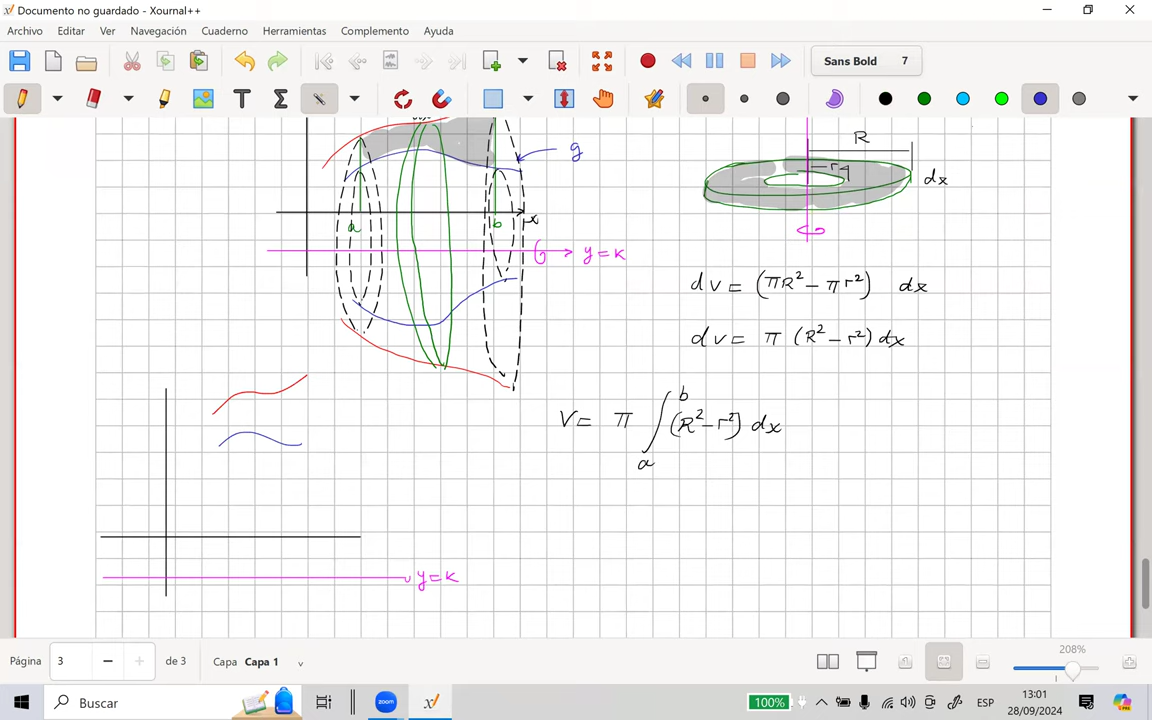 Documento no guardado - Xournal++
Archivo Editar Ver Navegación Cuaderno Herramientas Complemento Ayuda
Sans Bold 7
g
R
r
dx
a
b
x
y = k
dv = (πR² - πr²) dx
dv = π (R² - r²) dx
V = π ∫ₐᵇ (R² - r²) dx
y = k
Página 3 de 3 Capa Capa 1
208%
Buscar
zoom
100%
ESP
13:01
28/09/2024